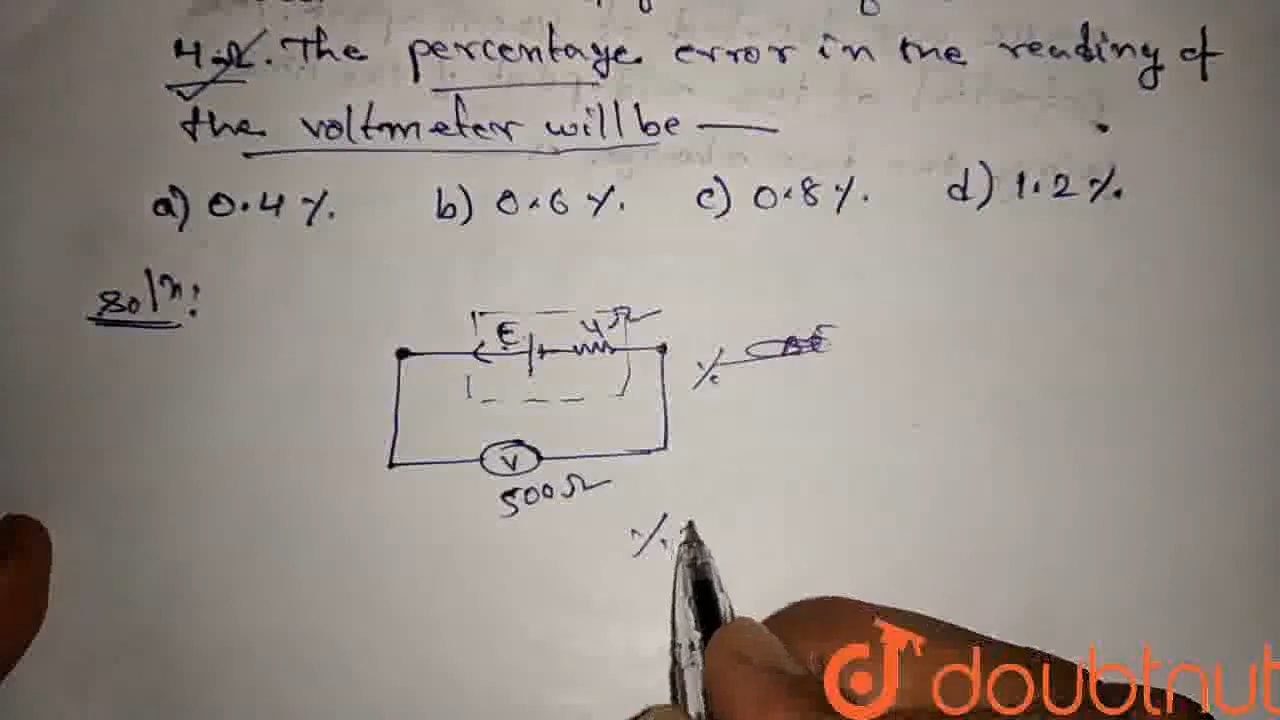 4Ω. The percentage error in the reading of
the voltmeter will be —
a) 0.4 %. b) 0.6 %. c) 0.8 %. d) 1.2 %.
Solⁿ:
E 4Ω
%
V
500Ω
%
doubtnut